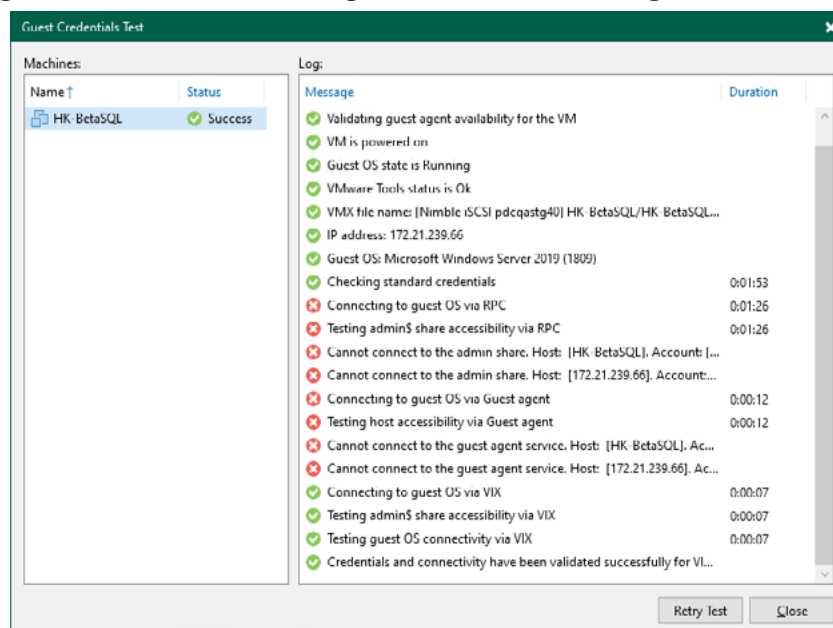 Guest Credentials Test
Machines:
Name
Status
HK-BetaSQL
Success
Log:
Message
Duration
Validating guest agent availability for the VM
VM is powered on
Guest OS state is Running
VMware Tools status is Ok
VMX file name: [Nimble iSCSI pdcqastg40] HK-BetaSQL/HK-BetaSQL...
IP address: 172.21.239.66
Guest OS: Microsoft Windows Server 2019 (1809)
Checking standard credentials 0:01:53
Connecting to guest OS via RPC 0:01:26
Testing admin$ share accessibility via RPC 0:01:26
Cannot connect to the admin share. Host: [HK-BetaSQL]. Account: [...
Cannot connect to the admin share. Host: [172.21.239.66]. Account:...
Connecting to guest OS via Guest agent 0:00:12
Testing host accessibility via Guest agent 0:00:12
Cannot connect to the guest agent service. Host: [HK-BetaSQL]. Ac...
Cannot connect to the guest agent service. Host: [172.21.239.66]. Ac...
Connecting to guest OS via VIX 0:00:07
Testing admin$ share accessibility via VIX 0:00:07
Testing guest OS connectivity via VIX 0:00:07
Credentials and connectivity have been validated successfully for VI...
Retry Test
Close